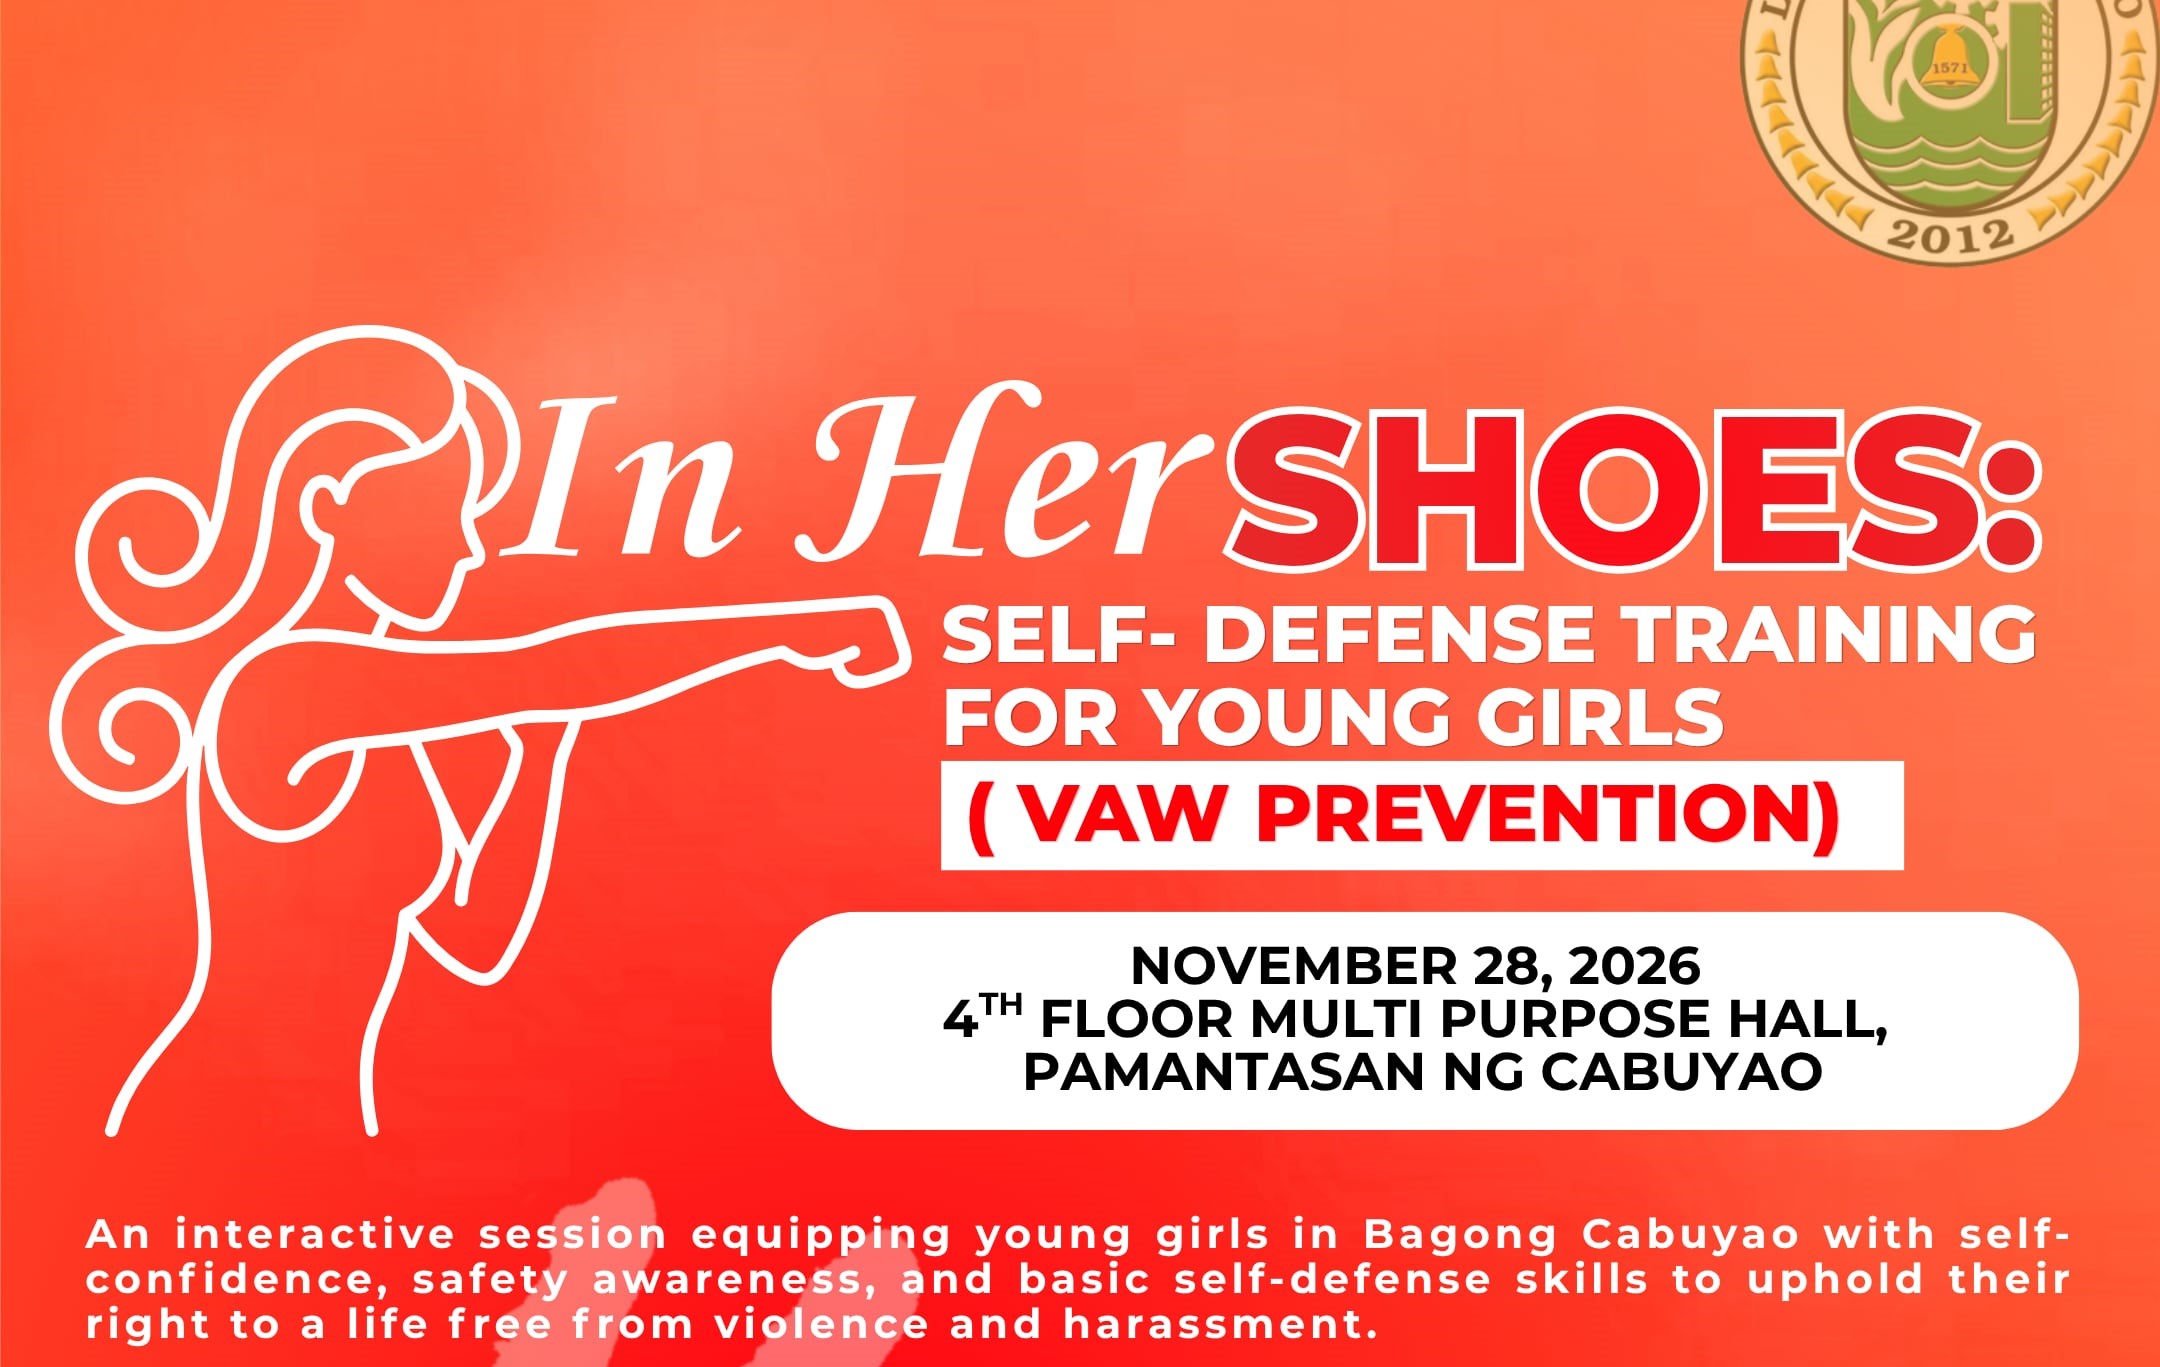 1571
2012
In Her SHOES:
SELF- DEFENSE TRAINING
FOR YOUNG GIRLS
( VAW PREVENTION)
NOVEMBER 28, 2026
4TH FLOOR MULTI PURPOSE HALL,
PAMANTASAN NG CABUYAO
An interactive session equipping young girls in Bagong Cabuyao with self-
confidence, safety awareness, and basic self-defense skills to uphold their
right to a life free from violence and harassment.